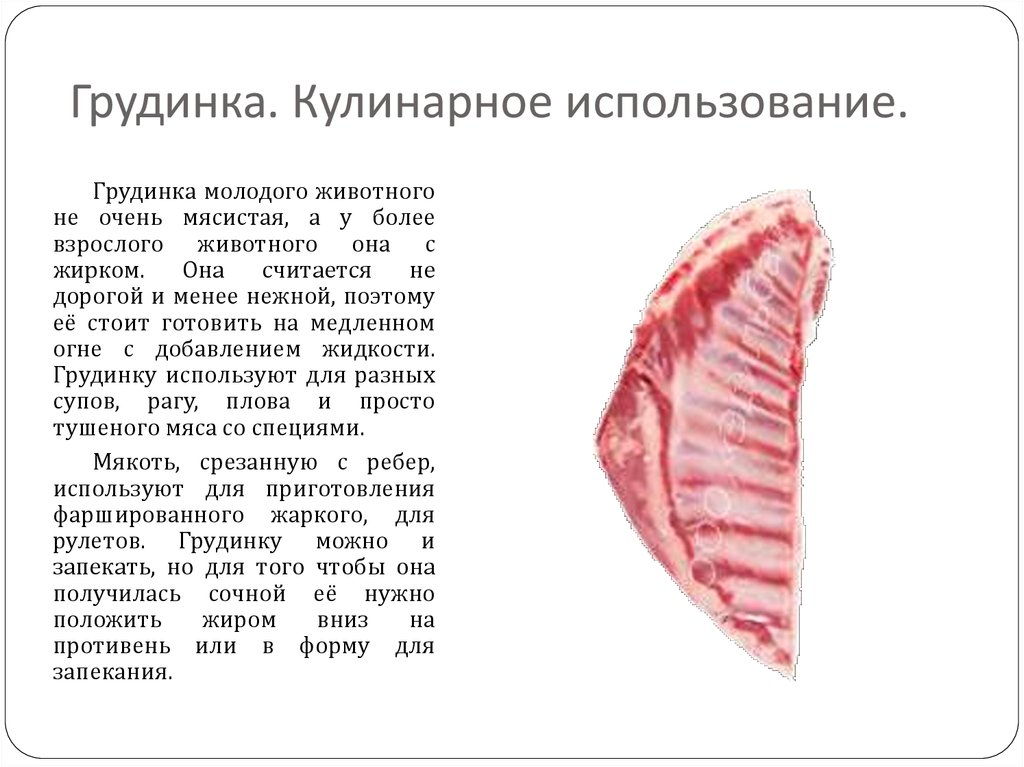 Грудинка. Кулинарное использование.
Грудинка молодого животного
не очень мясистая, а у более
взрослого животного она с
жирком. Она считается не
дорогой и менее нежной, поэтому
её стоит готовить на медленном
огне с добавлением жидкости.
Грудинку используют для разных
супов, рагу, плова и просто
тушеного мяса со специями.
Мякоть, срезанную с ребер,
используют для приготовления
фаршированного жаркого, для
рулетов. Грудинку можно и
запекать, но для того чтобы она
получилась сочной её нужно
положить жиром вниз на
противень или в форму для
запекания.